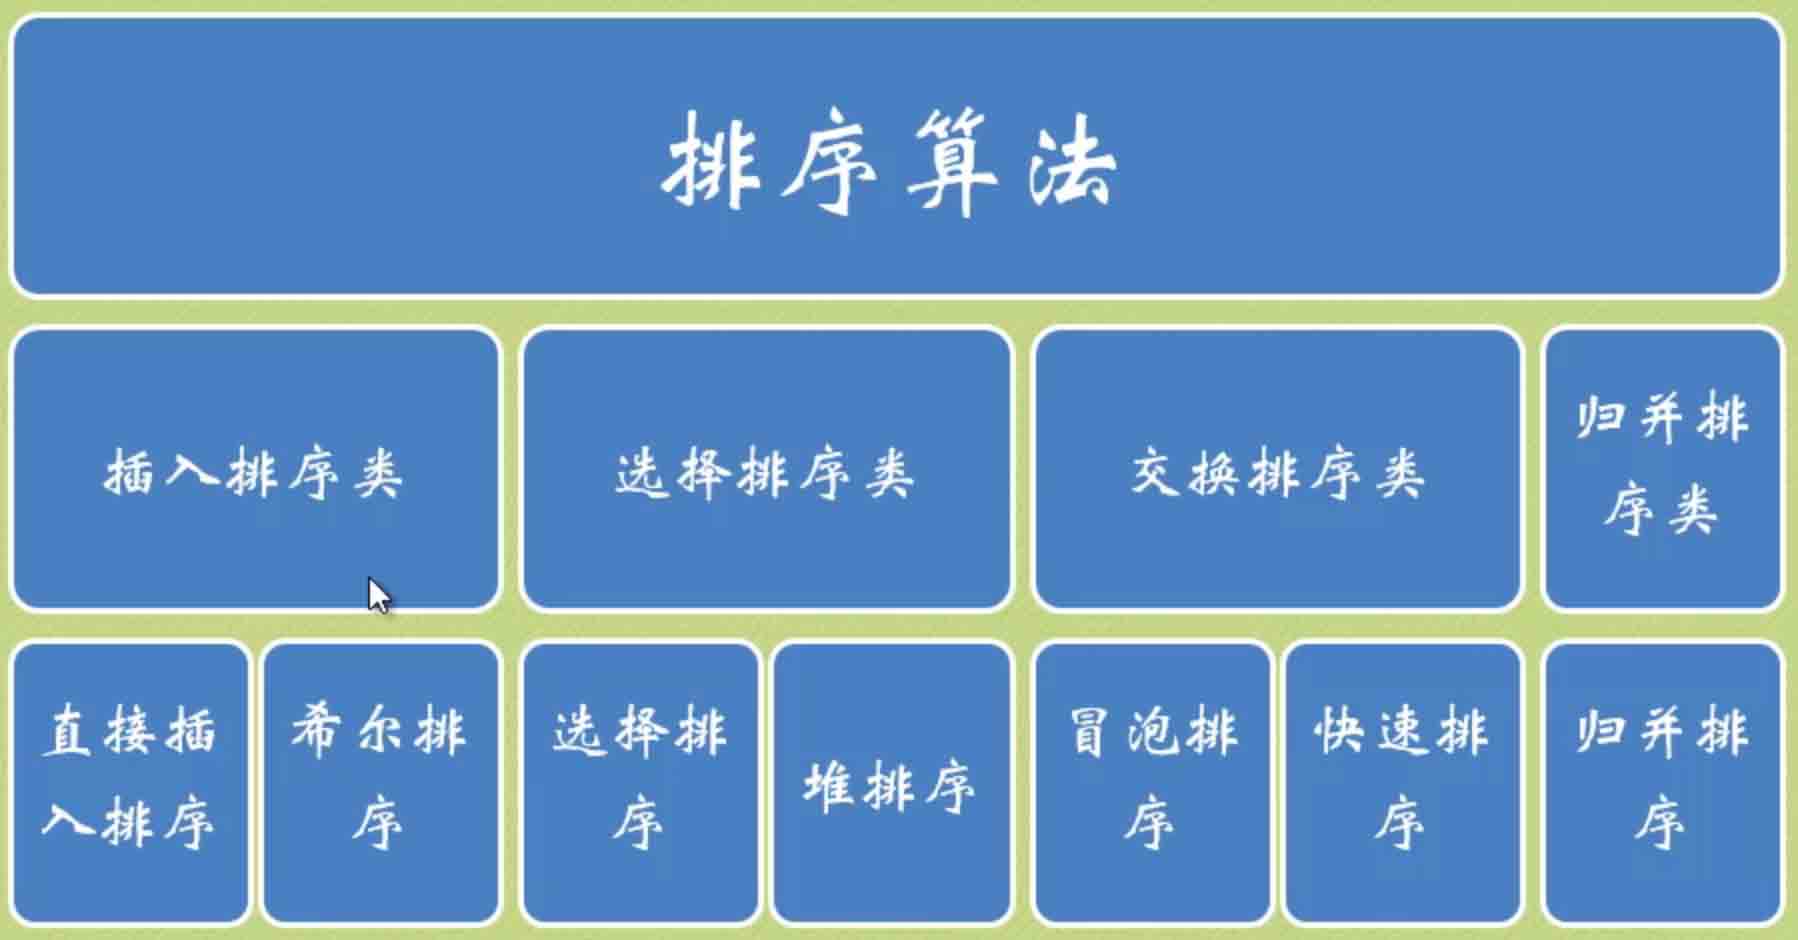 排序算法
插入排序类
选择排序类
交换排序类
归并排
序类
直接插
入排序
希尔排
序
选择排
序
堆排序
冒泡排
序
快速排
序
归并排
序